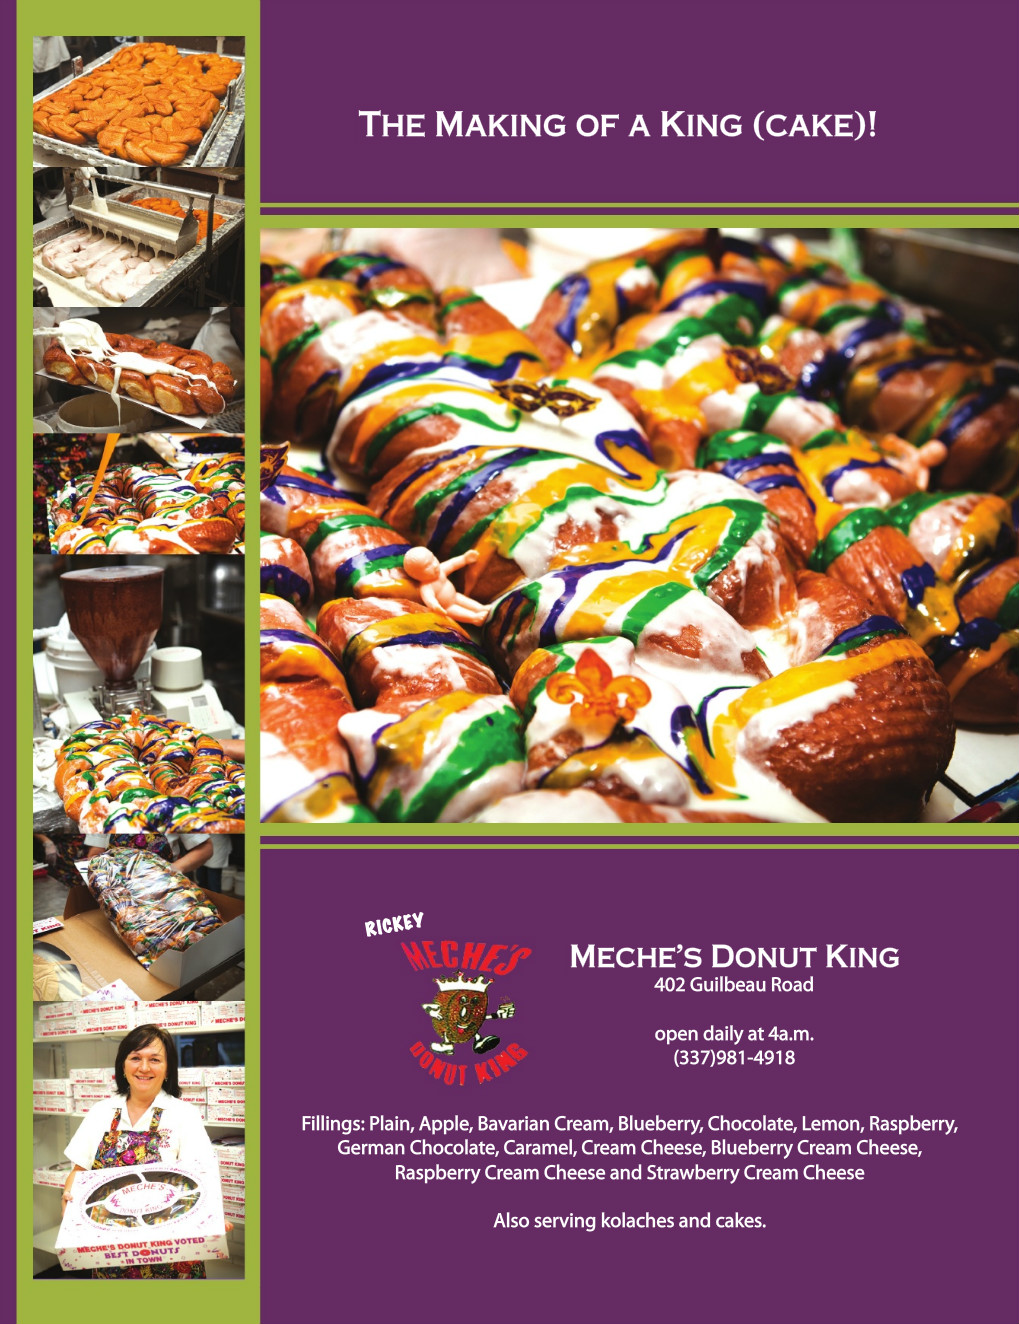 THE MAKING OF A KING (CAKE)!
RICKEY
MECHE'S
DONUT KING
MECHE'S DONUT KING
402 Guilbeau Road
open daily at 4a.m.
(337)981-4918
Fillings: Plain, Apple, Bavarian Cream, Blueberry, Chocolate, Lemon, Raspberry,
German Chocolate, Caramel, Cream Cheese, Blueberry Cream Cheese,
Raspberry Cream Cheese and Strawberry Cream Cheese
Also serving kolaches and cakes.
MECHE'S
MECHE'S DONUT KING VOTED
BEST DONUTS
IN TOWN